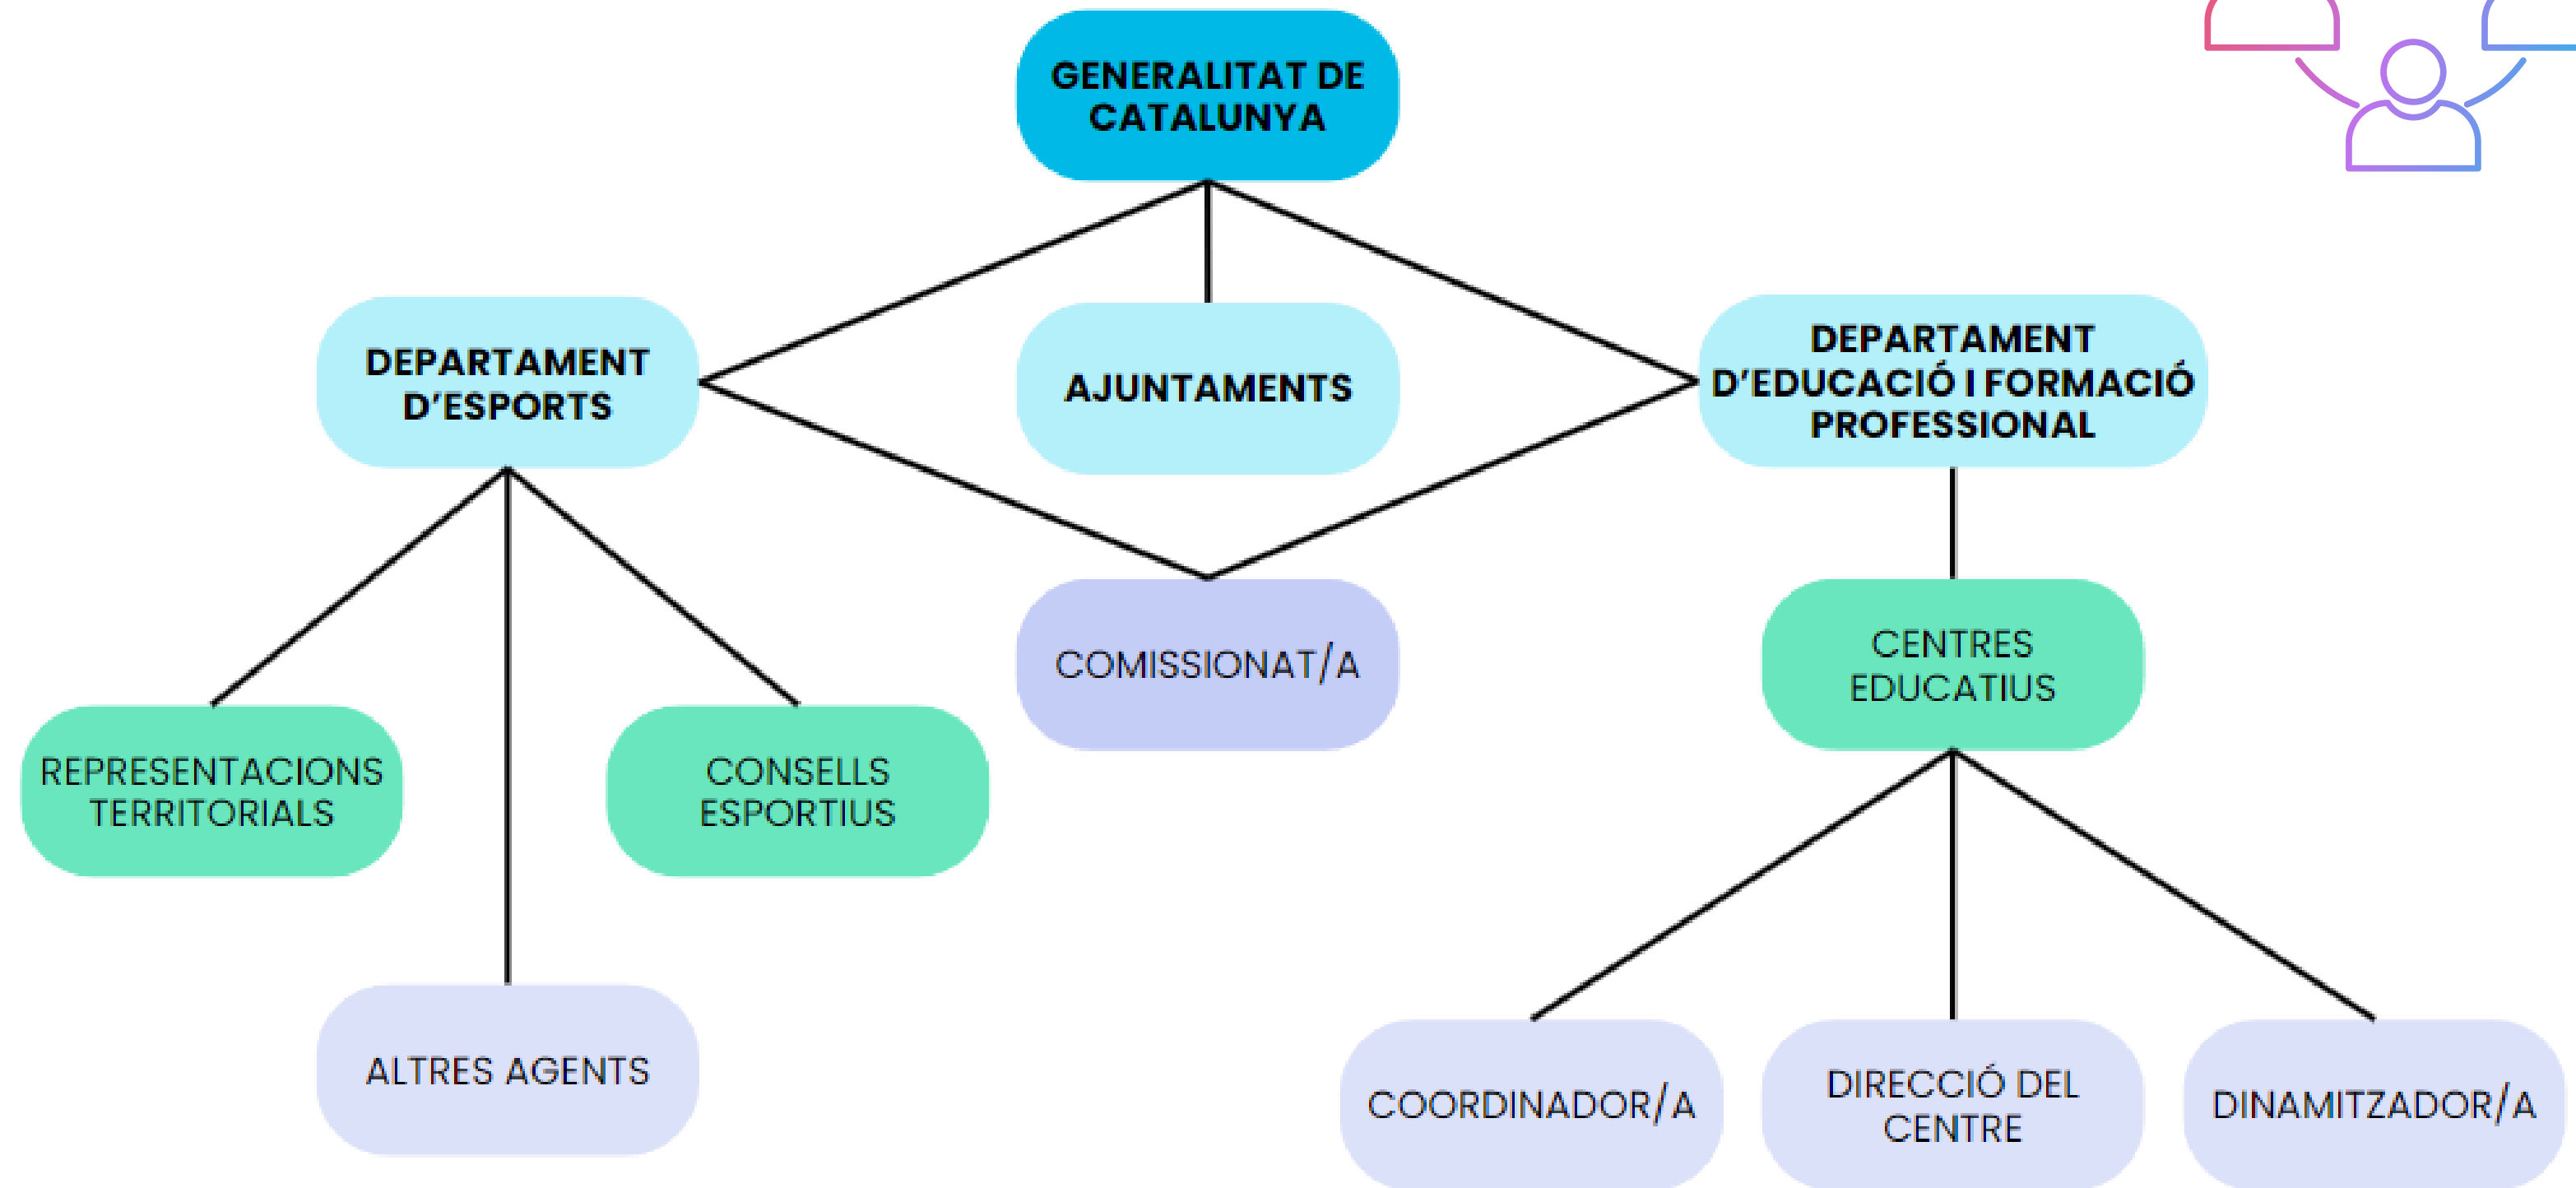 GENERALITAT DE
CATALUNYA
DEPARTAMENT
D'ESPORTS
AJUNTAMENTS
DEPARTAMENT
D'EDUCACIÓ I FORMACIÓ
PROFESSIONAL
COMISSIONAT/A
CENTRES
EDUCATIUS
REPRESENTACIONS
TERRITORIALS
CONSELLS
ESPORTIUS
ALTRES AGENTS
COORDINADOR/A
DIRECCIÓ DEL
CENTRE
DINAMITZADOR/A